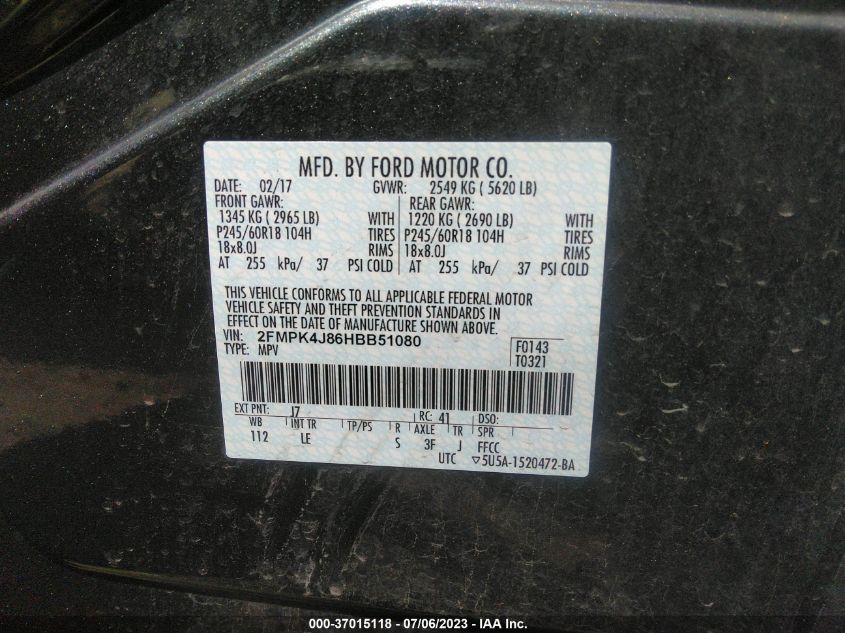 MFD. BY FORD MOTOR CO.
DATE: 02/17 GVWR: 2549 KG ( 5620 LB)
FRONT GAWR: REAR GAWR:
1345 KG ( 2965 LB) WITH 1220 KG ( 2690 LB) WITH
P245/60R18 104H TIRES P245/60R18 104H TIRES
18x8.0J RIMS 18x8.0J RIMS
AT 255 kPa/ 37 PSI COLD AT 255 kPa/ 37 PSI COLD
THIS VEHICLE CONFORMS TO ALL APPLICABLE FEDERAL MOTOR
VEHICLE SAFETY AND THEFT PREVENTION STANDARDS IN
EFFECT ON THE DATE OF MANUFACTURE SHOWN ABOVE.
VIN: 2FMPK4J86HBB51080 F0143
TYPE: MPV T0321
EXT PNT: J7 RC: 41 DSO:
WB INT TR TP/PS R AXLE TR SPR
112 LE S 3F J FFCC
UTC ▽5U5A-1520472-BA
000-37015118 - 07/06/2023 - IAA Inc.